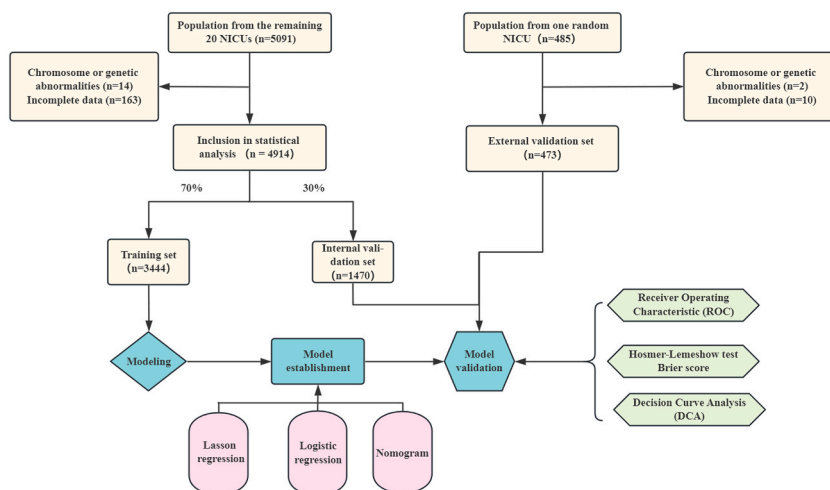 Population from the remaining
20 NICUs (n=5091)
Population from one random
NICU (n=485)
Chromosome or genetic
abnormalities (n=14)
Incomplete data (n=163)
Chromosome or genetic
abnormalities (n=2)
Incomplete data (n=10)
Inclusion in statistical
analysis （n = 4914）
External validation set
（n=473）
70%
30%
Training set
（n=3444）
Internal vali-
dation set
（n=1470）
Receiver Operating
Characteristic (ROC)
Modeling
Model
establishment
Model
validation
Hosmer-Lemeshow test
Brier score
Decision Curve Analysis
(DCA)
Lasson
regression
Logistic
regression
Nomogram